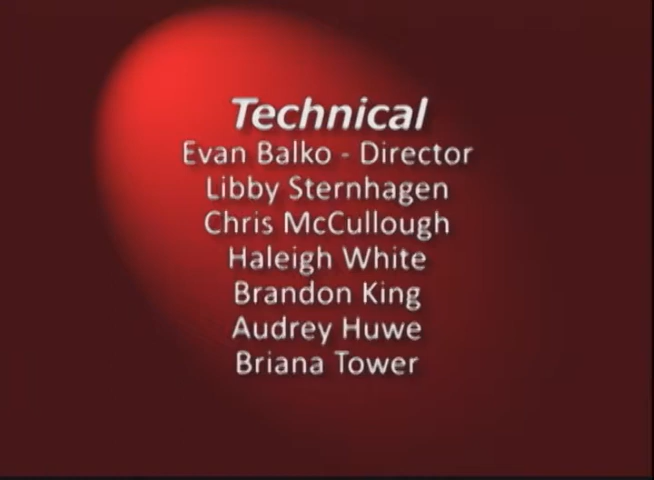 Technical
Evan Balko - Director
Libby Sternhagen
Chris McCullough
Haleigh White
Brandon King
Audrey Huwe
Briana Tower